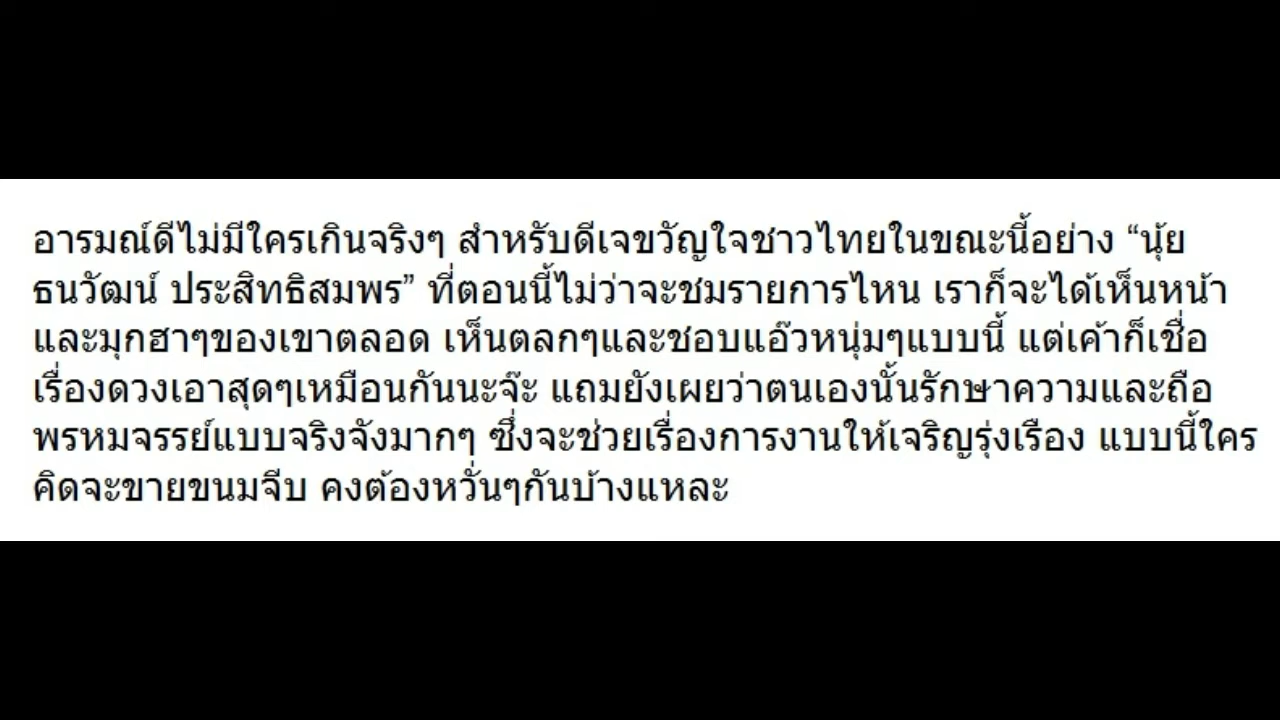 อารมณ์ดีไม่มีใครเกินจริงๆ สำหรับดีเจขวัญใจชาวไทยในขณะนี้อย่าง “นุ้ย
ธนวัฒน์ ประสิทธิสมพร” ที่ตอนนี้ไม่ว่าจะชมรายการไหน เราก็จะได้เห็นหน้า
และมุกฮาๆของเขาตลอด เห็นตลกๆและชอบแอ๊วหนุ่มๆแบบนี้ แต่เค้าก็เชื่อ
เรื่องดวงเอาสุดๆเหมือนกันนะจ๊ะ แถมยังเผยว่าตนเองนั้นรักษาความและถือ
พรหมจรรย์แบบจริงจังมากๆ ซึ่งจะช่วยเรื่องการงานให้เจริญรุ่งเรือง แบบนี้ใคร
คิดจะขายขนมจีบ คงต้องหวั่นๆกันบ้างแหละ